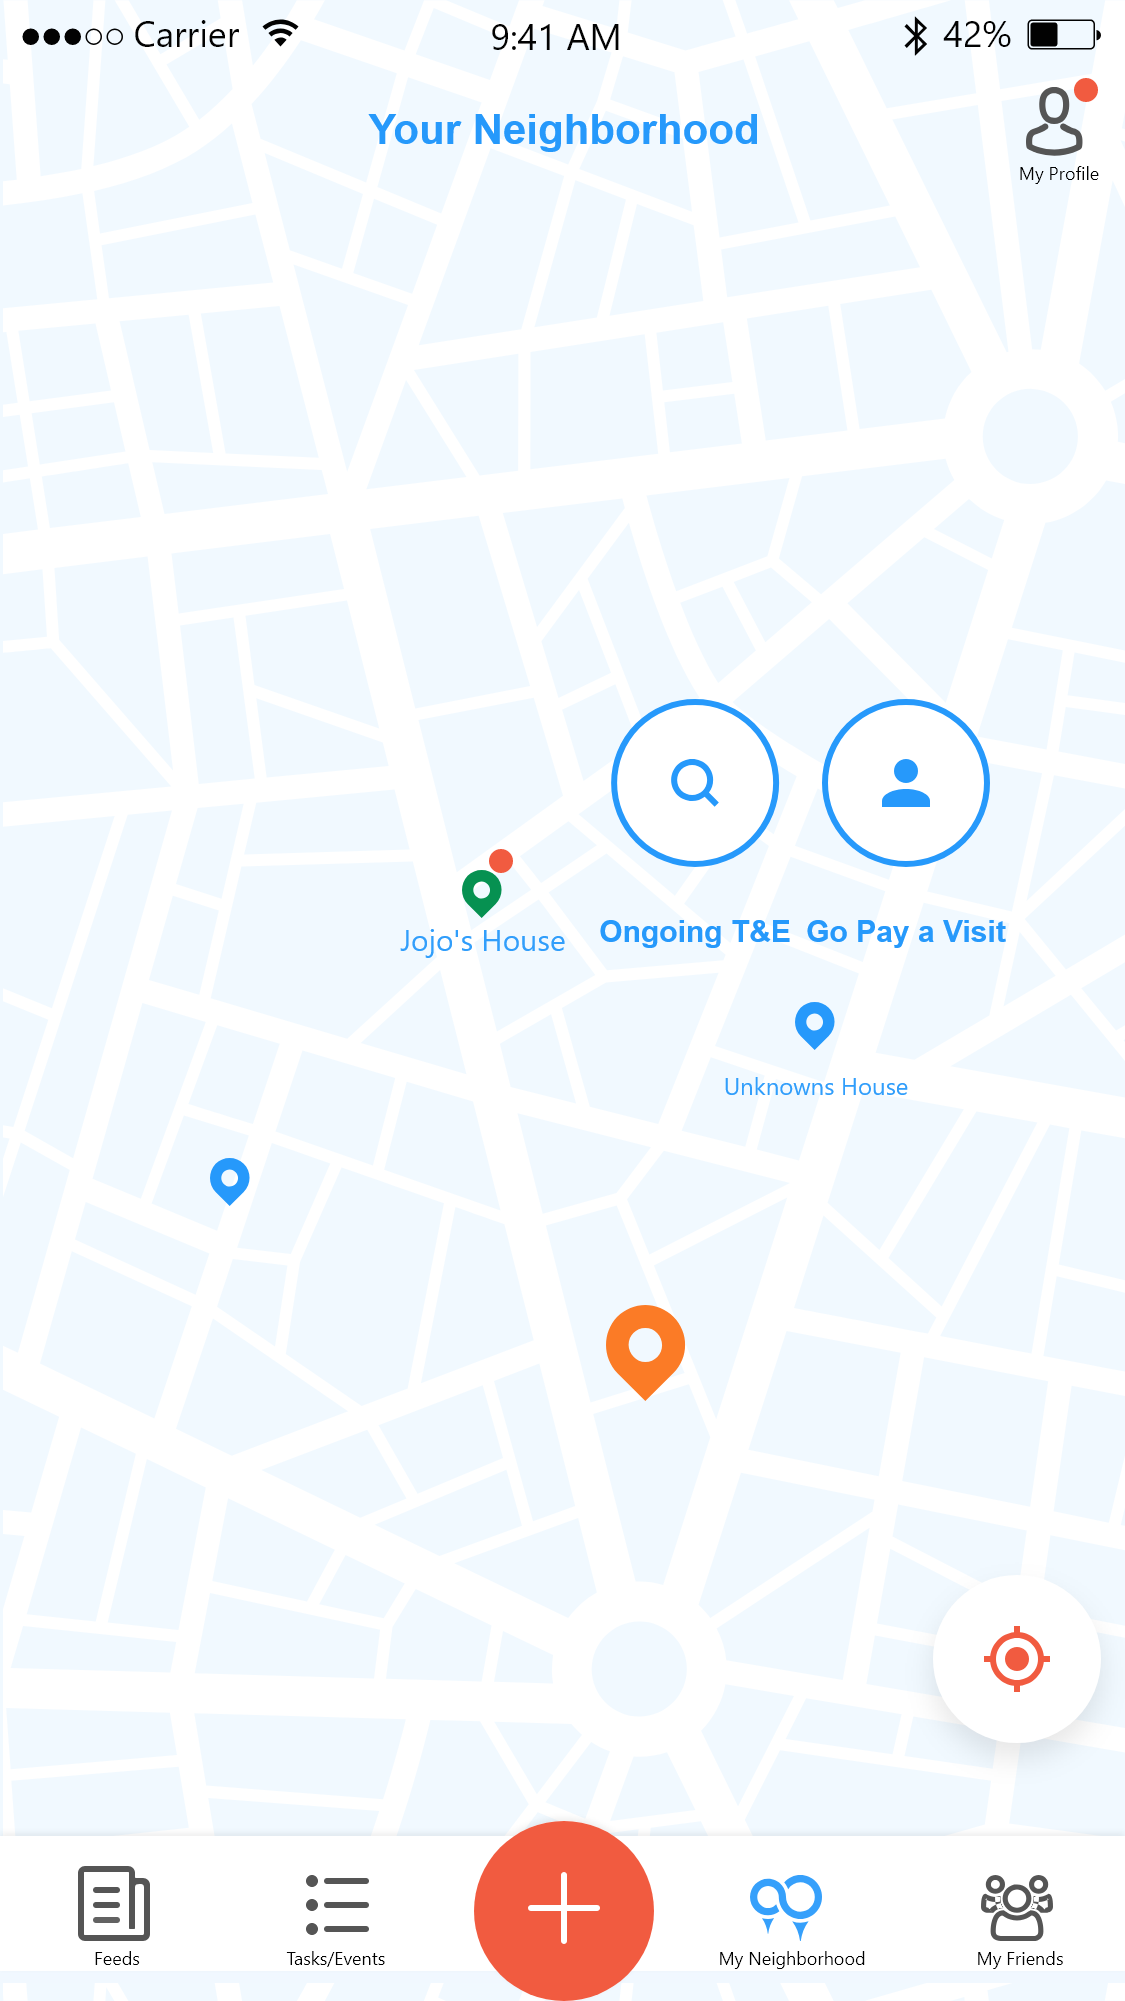 Carrier 9:41 AM 42%
Your Neighborhood
My Profile
Jojo's House
Ongoing T&E Go Pay a Visit
Unknowns House
Feeds Tasks/Events My Neighborhood My Friends